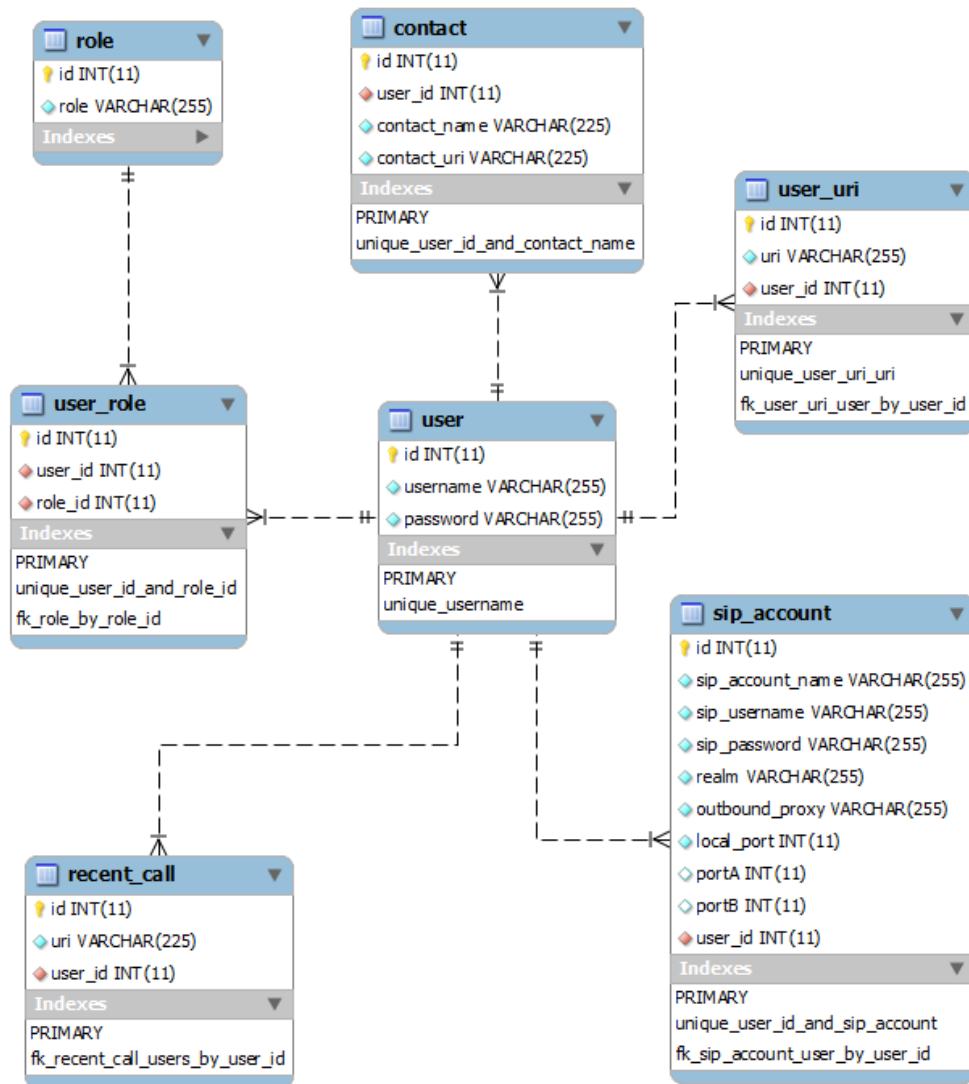 role
id INT(11)
role VARCHAR(255)
Indexes
contact
id INT(11)
user_id INT(11)
contact_name VARCHAR(225)
contact_uri VARCHAR(225)
Indexes
PRIMARY
unique_user_id_and_contact_name
user_uri
id INT(11)
uri VARCHAR(255)
user_id INT(11)
Indexes
PRIMARY
unique_user_uri_uri
fk_user_uri_user_by_user_id
user_role
id INT(11)
user_id INT(11)
role_id INT(11)
Indexes
PRIMARY
unique_user_id_and_role_id
fk_role_by_role_id
user
id INT(11)
username VARCHAR(255)
password VARCHAR(255)
Indexes
PRIMARY
unique_username
sip_account
id INT(11)
sip_account_name VARCHAR(255)
sip_username VARCHAR(255)
sip_password VARCHAR(255)
realm VARCHAR(255)
outbound_proxy VARCHAR(255)
local_port INT(11)
portA INT(11)
portB INT(11)
user_id INT(11)
Indexes
PRIMARY
unique_user_id_and_sip_account
fk_sip_account_user_by_user_id
recent_call
id INT(11)
uri VARCHAR(225)
user_id INT(11)
Indexes
PRIMARY
fk_recent_call_users_by_user_id